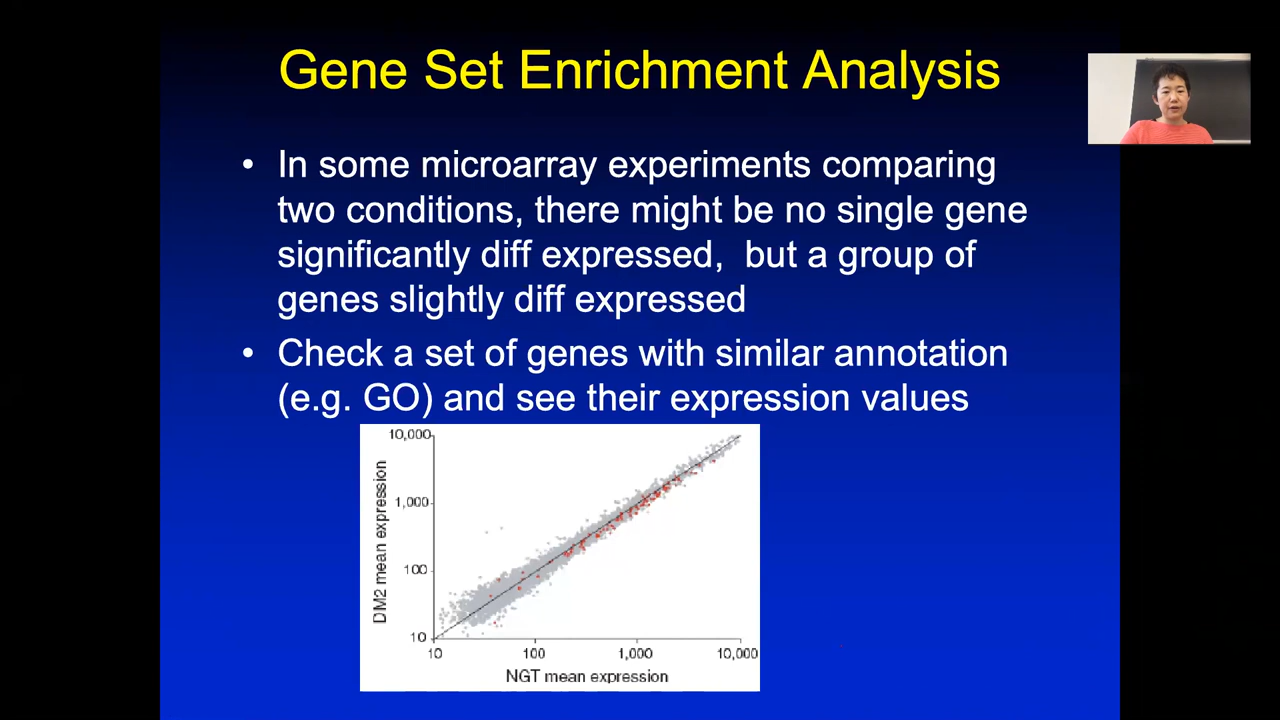 Gene Set Enrichment Analysis
• In some microarray experiments comparing
two conditions, there might be no single gene
significantly diff expressed, but a group of
genes slightly diff expressed
• Check a set of genes with similar annotation
(e.g. GO) and see their expression values
10,000
1,000
100
10
DM2 mean expression
10 100 1,000 10,000
NGT mean expression